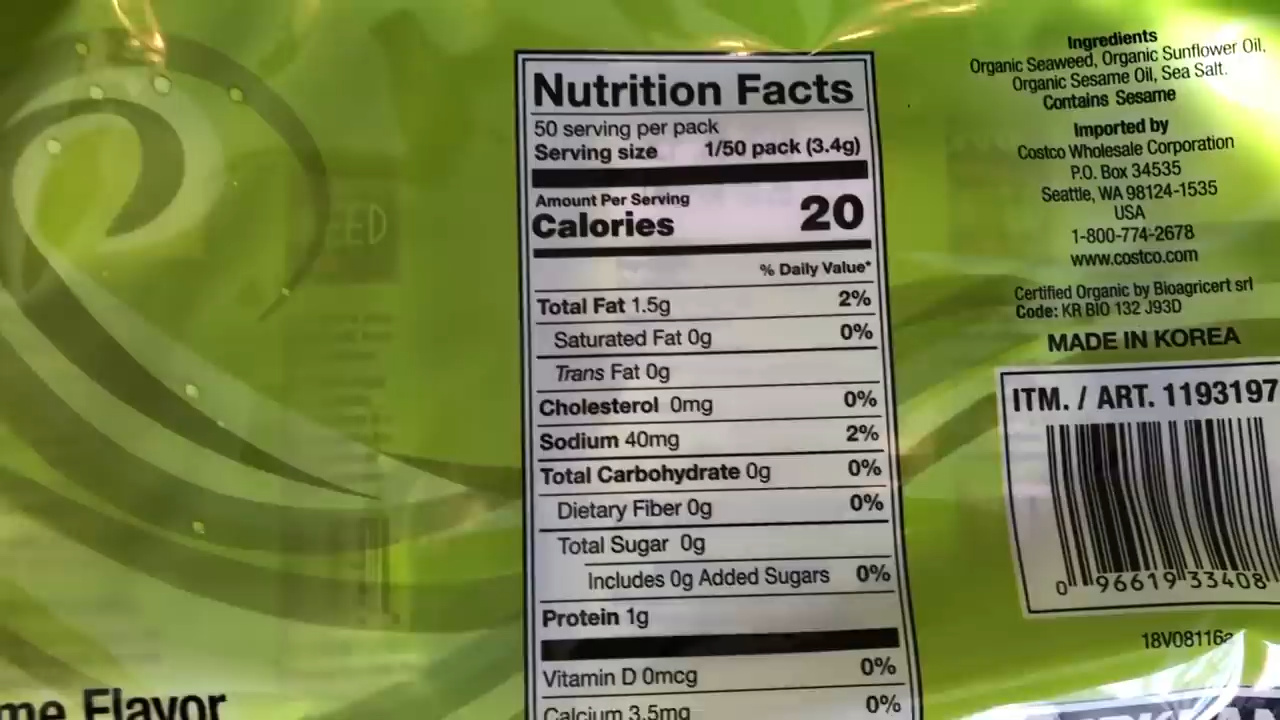 Nutrition Facts
50 serving per pack
Serving size 1/50 pack (3.4g)
Amount Per Serving
Calories 20
% Daily Value*
Total Fat 1.5g 2%
Saturated Fat 0g 0%
Trans Fat 0g
Cholesterol 0mg 0%
Sodium 40mg 2%
Total Carbohydrate 0g 0%
Dietary Fiber 0g 0%
Total Sugar 0g
Includes 0g Added Sugars 0%
Protein 1g
Vitamin D 0mcg 0%
Calcium 3.5mg 0%
Ingredients
Organic Seaweed, Organic Sunflower Oil,
Organic Sesame Oil, Sea Salt.
Contains Sesame
Imported by
Costco Wholesale Corporation
P.O. Box 34535
Seattle, WA 98124-1535
USA
1-800-774-2678
www.costco.com
Certified Organic by Bioagricert srl
Code: KR BIO 132 J93D
MADE IN KOREA
ITM. / ART. 1193197
0 96619 33408
18V08116a
me Flavor